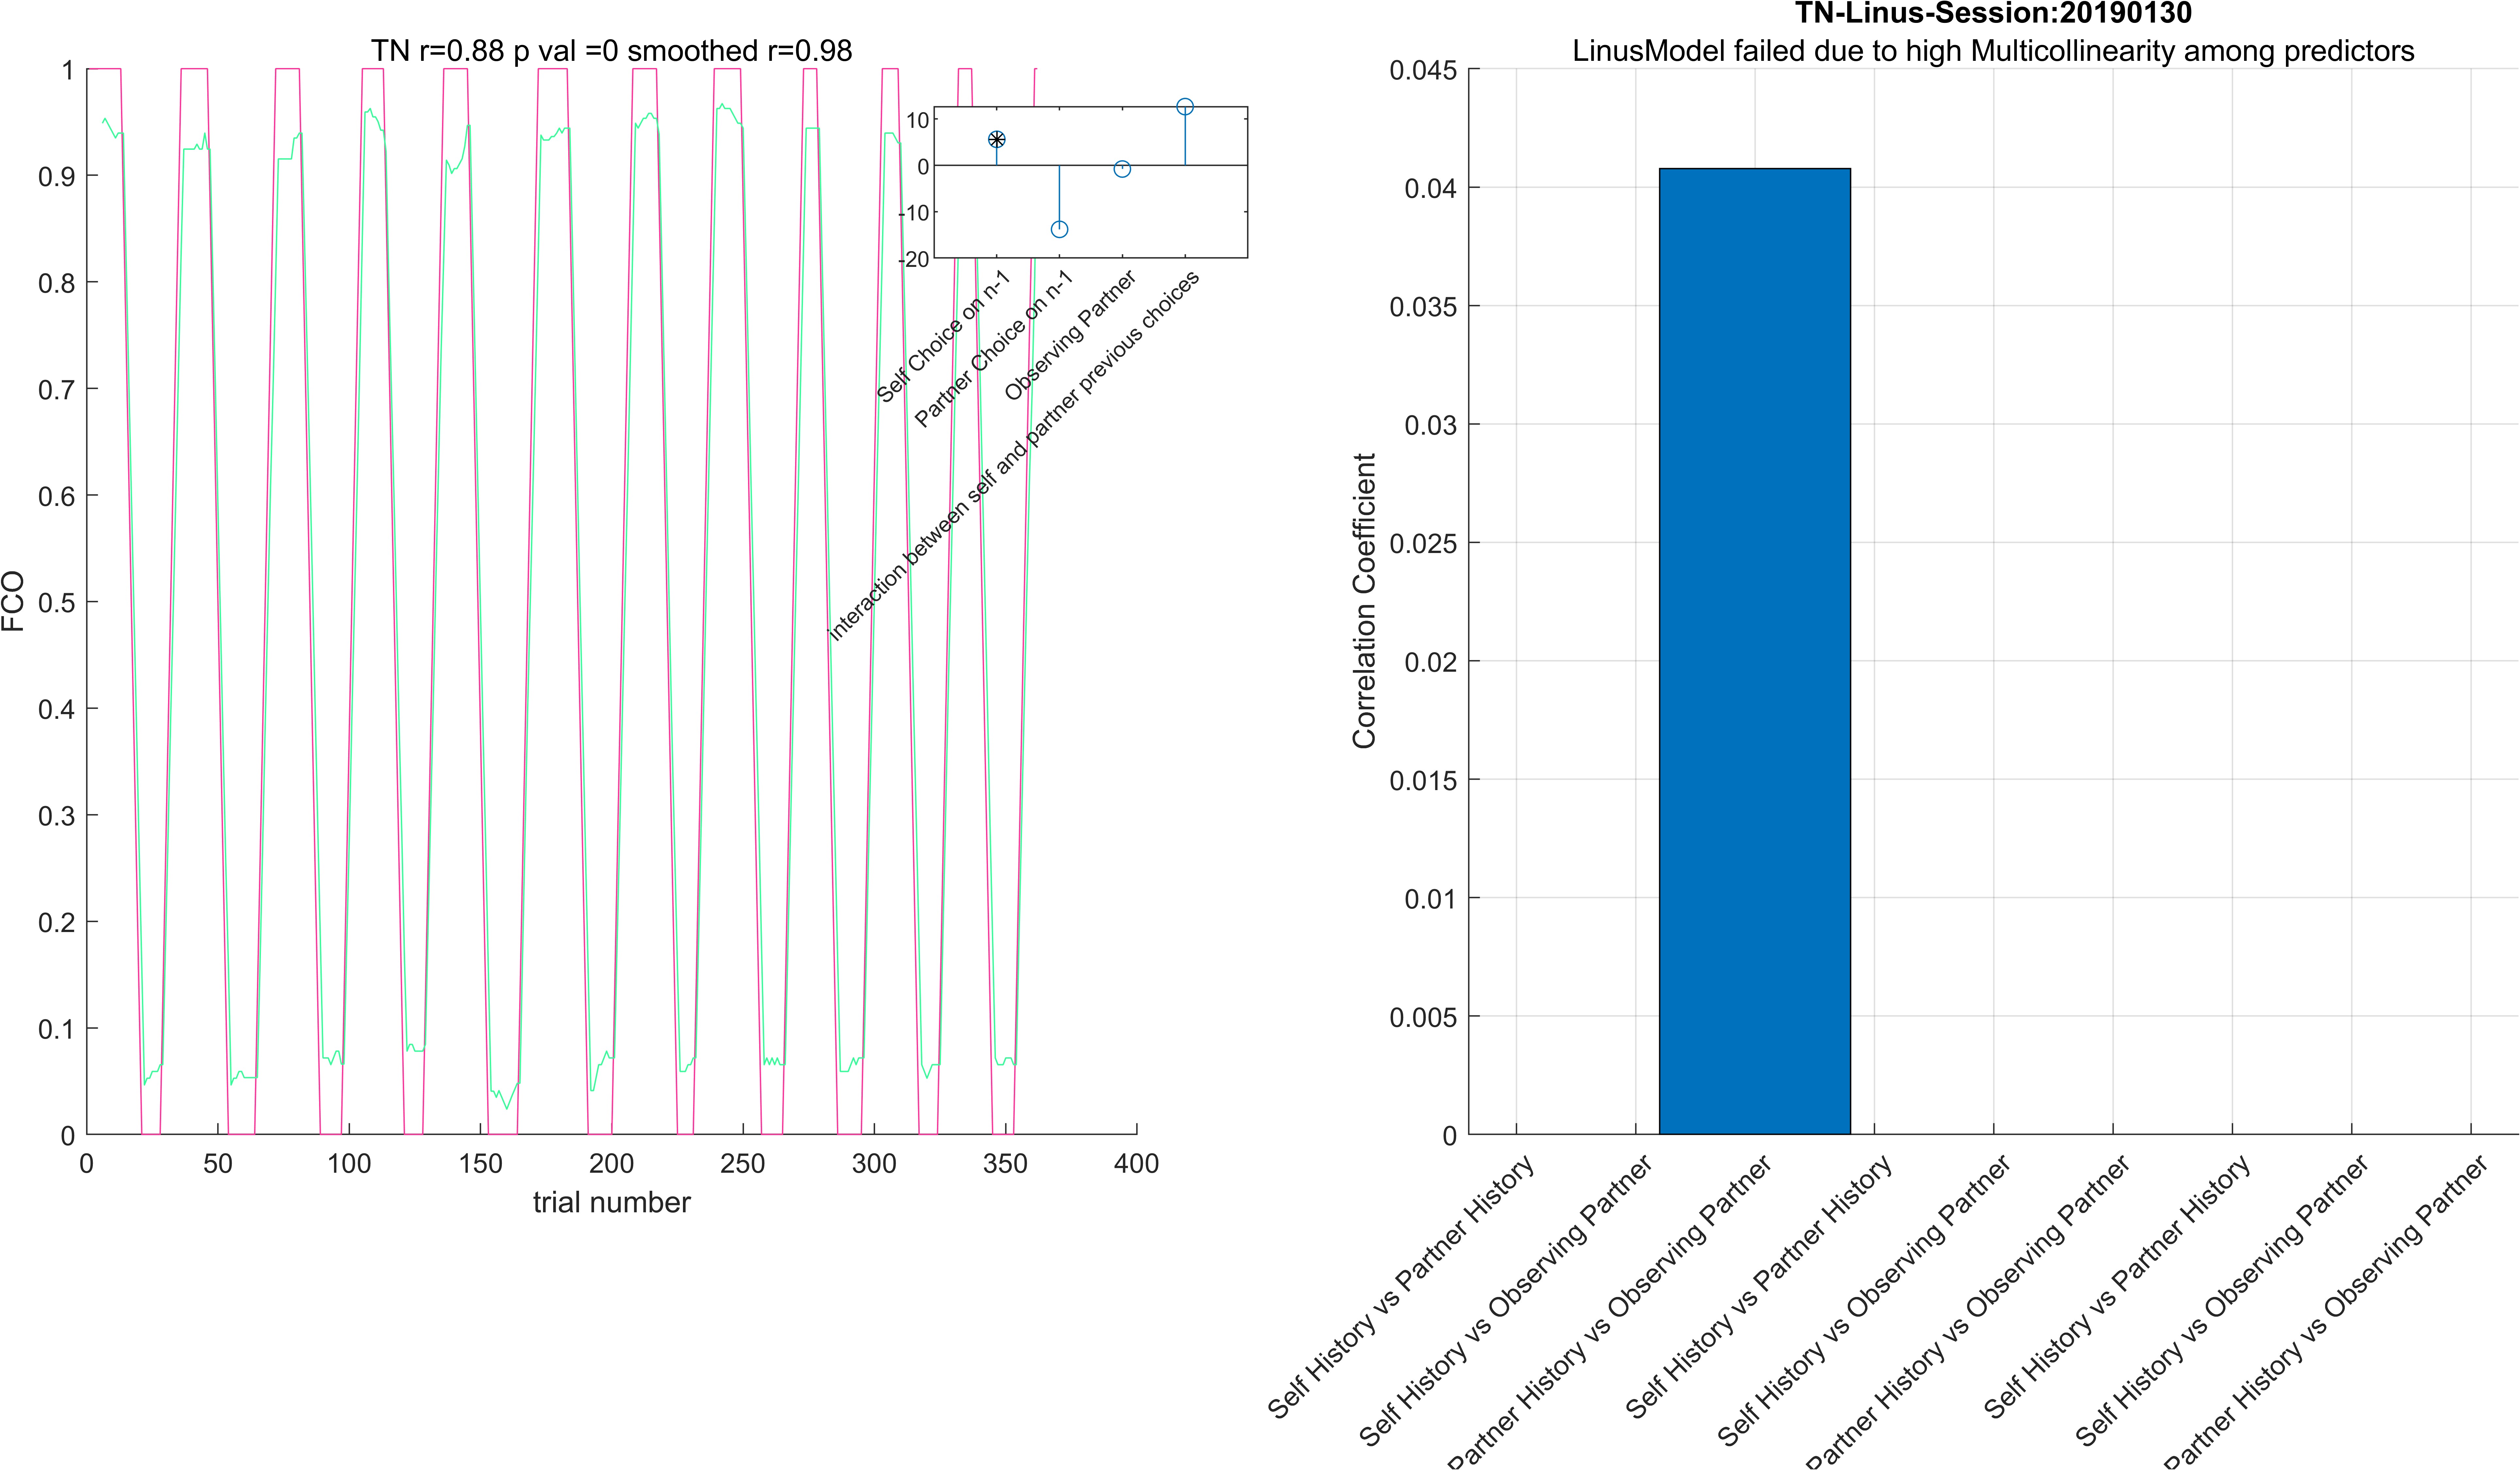 TN r=0.88 p val =0 smoothed r=0.98
1
0.9
0.8
0.7
0.6
0.5
0.4
0.3
0.2
0.1
0
FCO
0
50
100
150
200
250
300
350
400
trial number
10
0
-10
-20
Self Choice on n-1
Partner Choice on n-1
Observing Partner
interaction between self and partner previous choices
TN-Linus-Session:20190130
LinusModel failed due to high Multicollinearity among predictors
0.045
0.04
0.035
0.03
0.025
0.02
0.015
0.01
0.005
0
Correlation Coefficient
Self History vs Partner History
Self History vs Observing Partner
Partner History vs Observing Partner
Self History vs Partner History
Self History vs Observing Partner
Partner History vs Observing Partner
Self History vs Partner History
Self History vs Observing Partner
Partner History vs Observing Partner